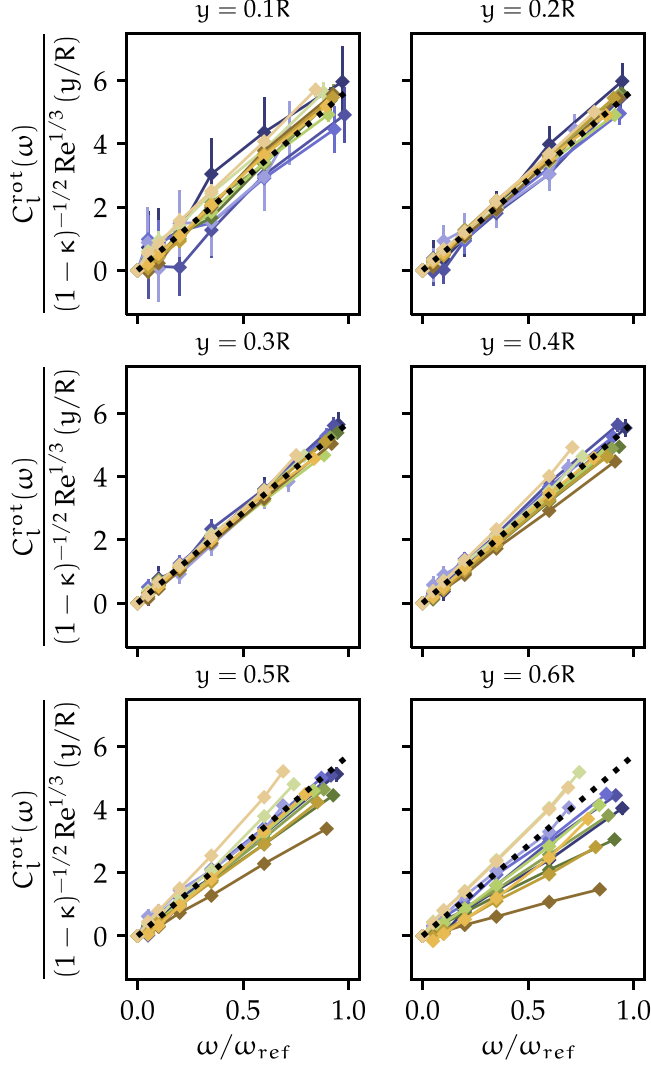 y = 0.1R
y = 0.2R
C_l^rot(ω)
(1 − κ)^−1/2 Re^1/3 (y/R)
6
4
2
0
y = 0.3R
y = 0.4R
C_l^rot(ω)
(1 − κ)^−1/2 Re^1/3 (y/R)
6
4
2
0
y = 0.5R
y = 0.6R
C_l^rot(ω)
(1 − κ)^−1/2 Re^1/3 (y/R)
6
4
2
0
0.0 0.5 1.0
0.0 0.5 1.0
ω/ω_ref
ω/ω_ref